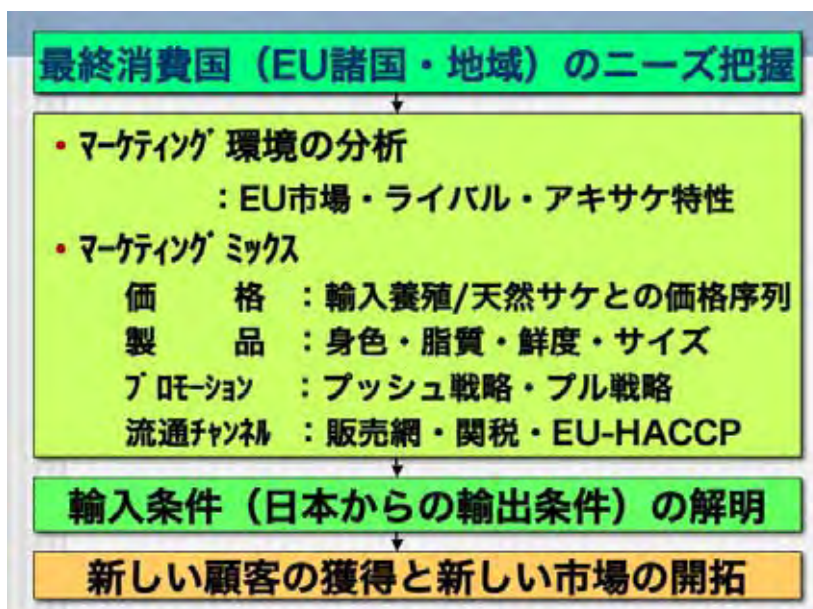 最終消費国（EU諸国・地域）のニーズ把握
・ﾏｰｹﾃｨﾝｸﾞ環境の分析
：EU市場・ライバル・アキサケ特性
・ﾏｰｹﾃｨﾝｸﾞﾐｯｸｽ
価　格：輸入養殖/天然サケとの価格序列
製　品：身色・脂質・鮮度・サイズ
ﾌﾟﾛﾓｰｼｮﾝ：プッシュ戦略・プル戦略
流通ﾁｬﾝﾈﾙ：販売網・関税・EU-HACCP
輸入条件（日本からの輸出条件）の解明
新しい顧客の獲得と新しい市場の開拓